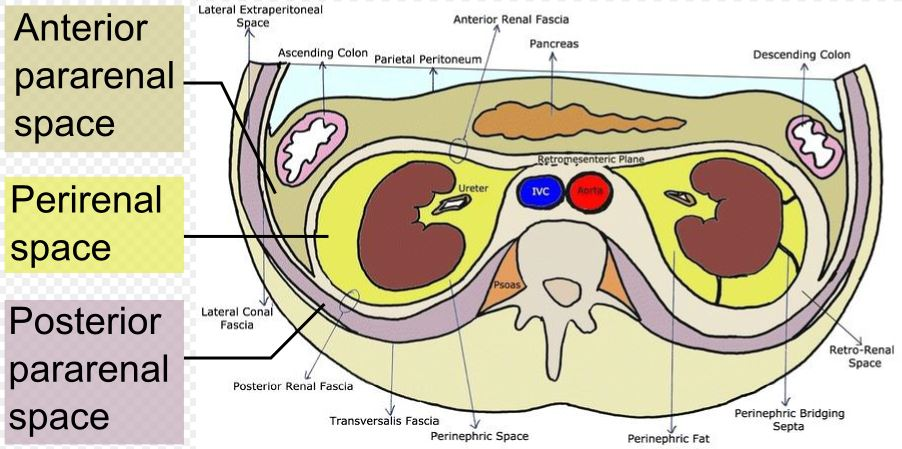 Anterior
pararenal
space
Perirenal
space
Posterior
pararenal
space
Lateral Extraperitoneal
Space
Ascending Colon
Parietal Peritoneum
Anterior Renal Fascia
Pancreas
Descending Colon
Retromesenteric Plane
Ureter
IVC
Aorta
Psoas
Lateral Conal
Fascia
Posterior Renal Fascia
Transversalis Fascia
Perinephric Space
Perinephric Fat
Perinephric Bridging
Septa
Retro-Renal
Space